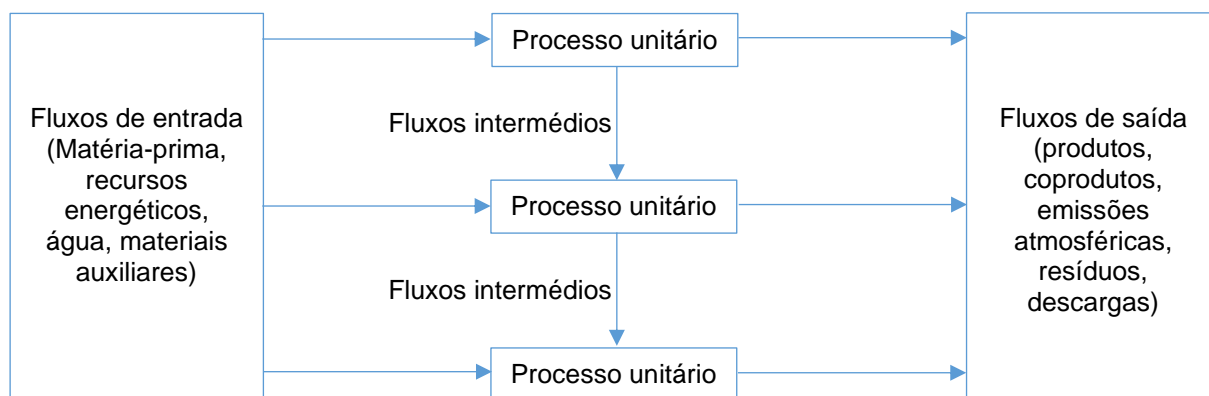 Fluxos de entrada
(Matéria-prima,
recursos
energéticos,
água, materiais
auxiliares)
Processo unitário
Fluxos intermédios
Processo unitário
Fluxos intermédios
Processo unitário
Fluxos de saída
(produtos,
coprodutos,
emissões
atmosféricas,
resíduos,
descargas)